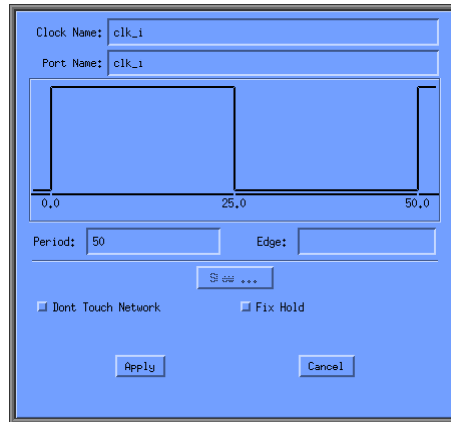 Clock Name: clk_i
Port Name: clk_i
0.0 25.0 50.0
Period: 50 Edge:
Skew ...
Dont Touch Network Fix Hold
Apply Cancel